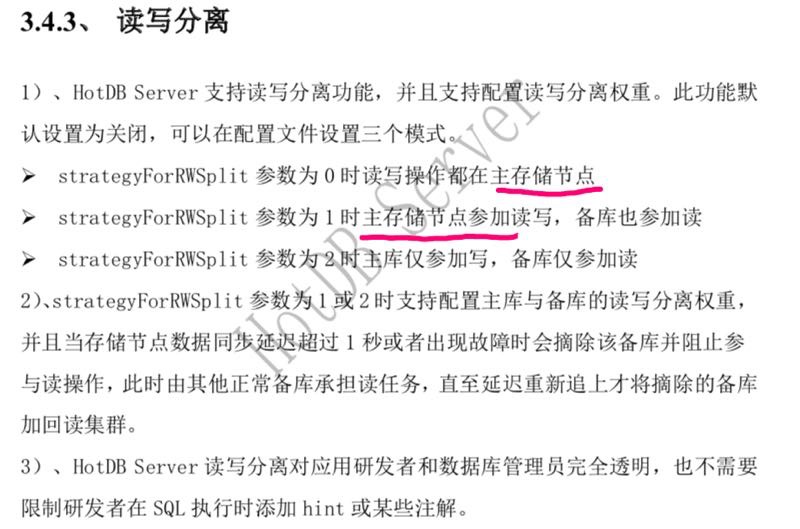 3.4.3、 读写分离
1）、HotDB Server 支持读写分离功能，并且支持配置读写分离权重。此功能默
认设置为关闭，可以在配置文件设置三个模式。
➢ strategyForRWSplit 参数为 0 时读写操作都在主存储节点
➢ strategyForRWSplit 参数为 1 时主存储节点参加读写，备库也参加读
➢ strategyForRWSplit 参数为 2 时主库仅参加写，备库仅参加读
2）、strategyForRWSplit 参数为 1 或 2 时支持配置主库与备库的读写分离权重，
并且当存储节点数据同步延迟超过 1 秒或者出现故障时会摘除该备库并阻止参
与读操作，此时由其他正常备库承担读任务，直至延迟重新追上才将摘除的备库
加回读集群。
3）、HotDB Server 读写分离对应用研发者和数据库管理员完全透明，也不需要
限制研发者在 SQL 执行时添加 hint 或某些注解。
HotDB Server